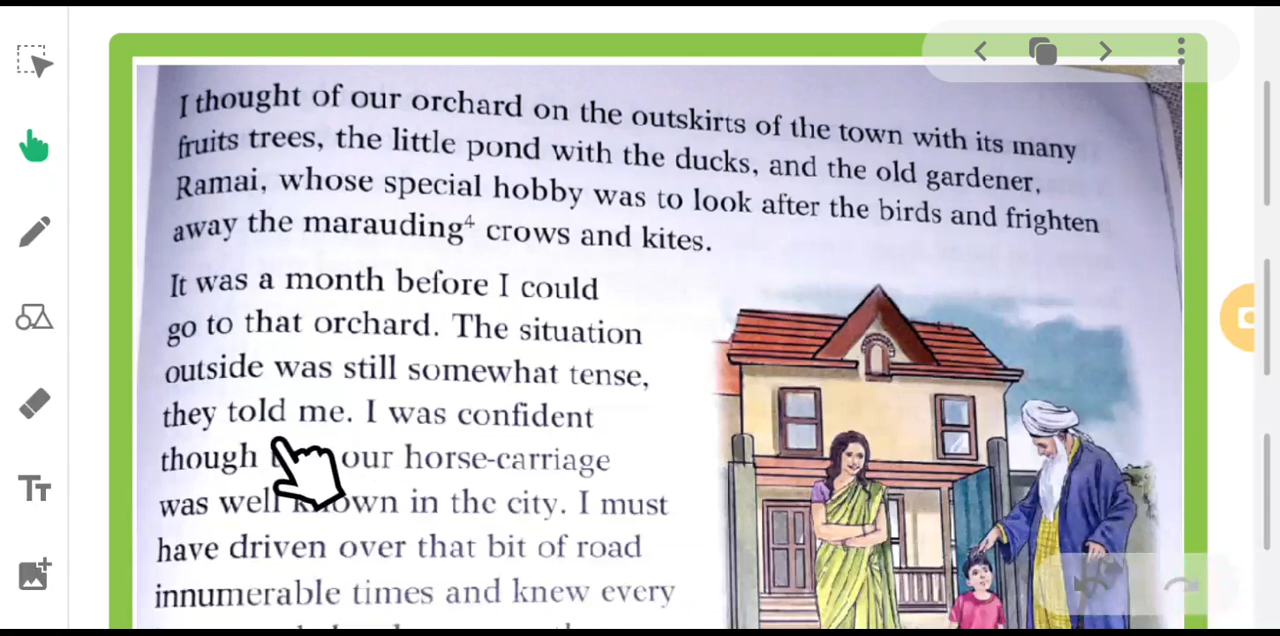 I thought of our orchard on the outskirts of the town with its many
fruits trees, the little pond with the ducks, and the old gardener,
Ramai, whose special hobby was to look after the birds and frighten
away the marauding⁴ crows and kites.
It was a month before I could
go to that orchard. The situation
outside was still somewhat tense,
they told me. I was confident
though our horse-carriage
was well known in the city. I must
have driven over that bit of road
innumerable times and knew every
Tт